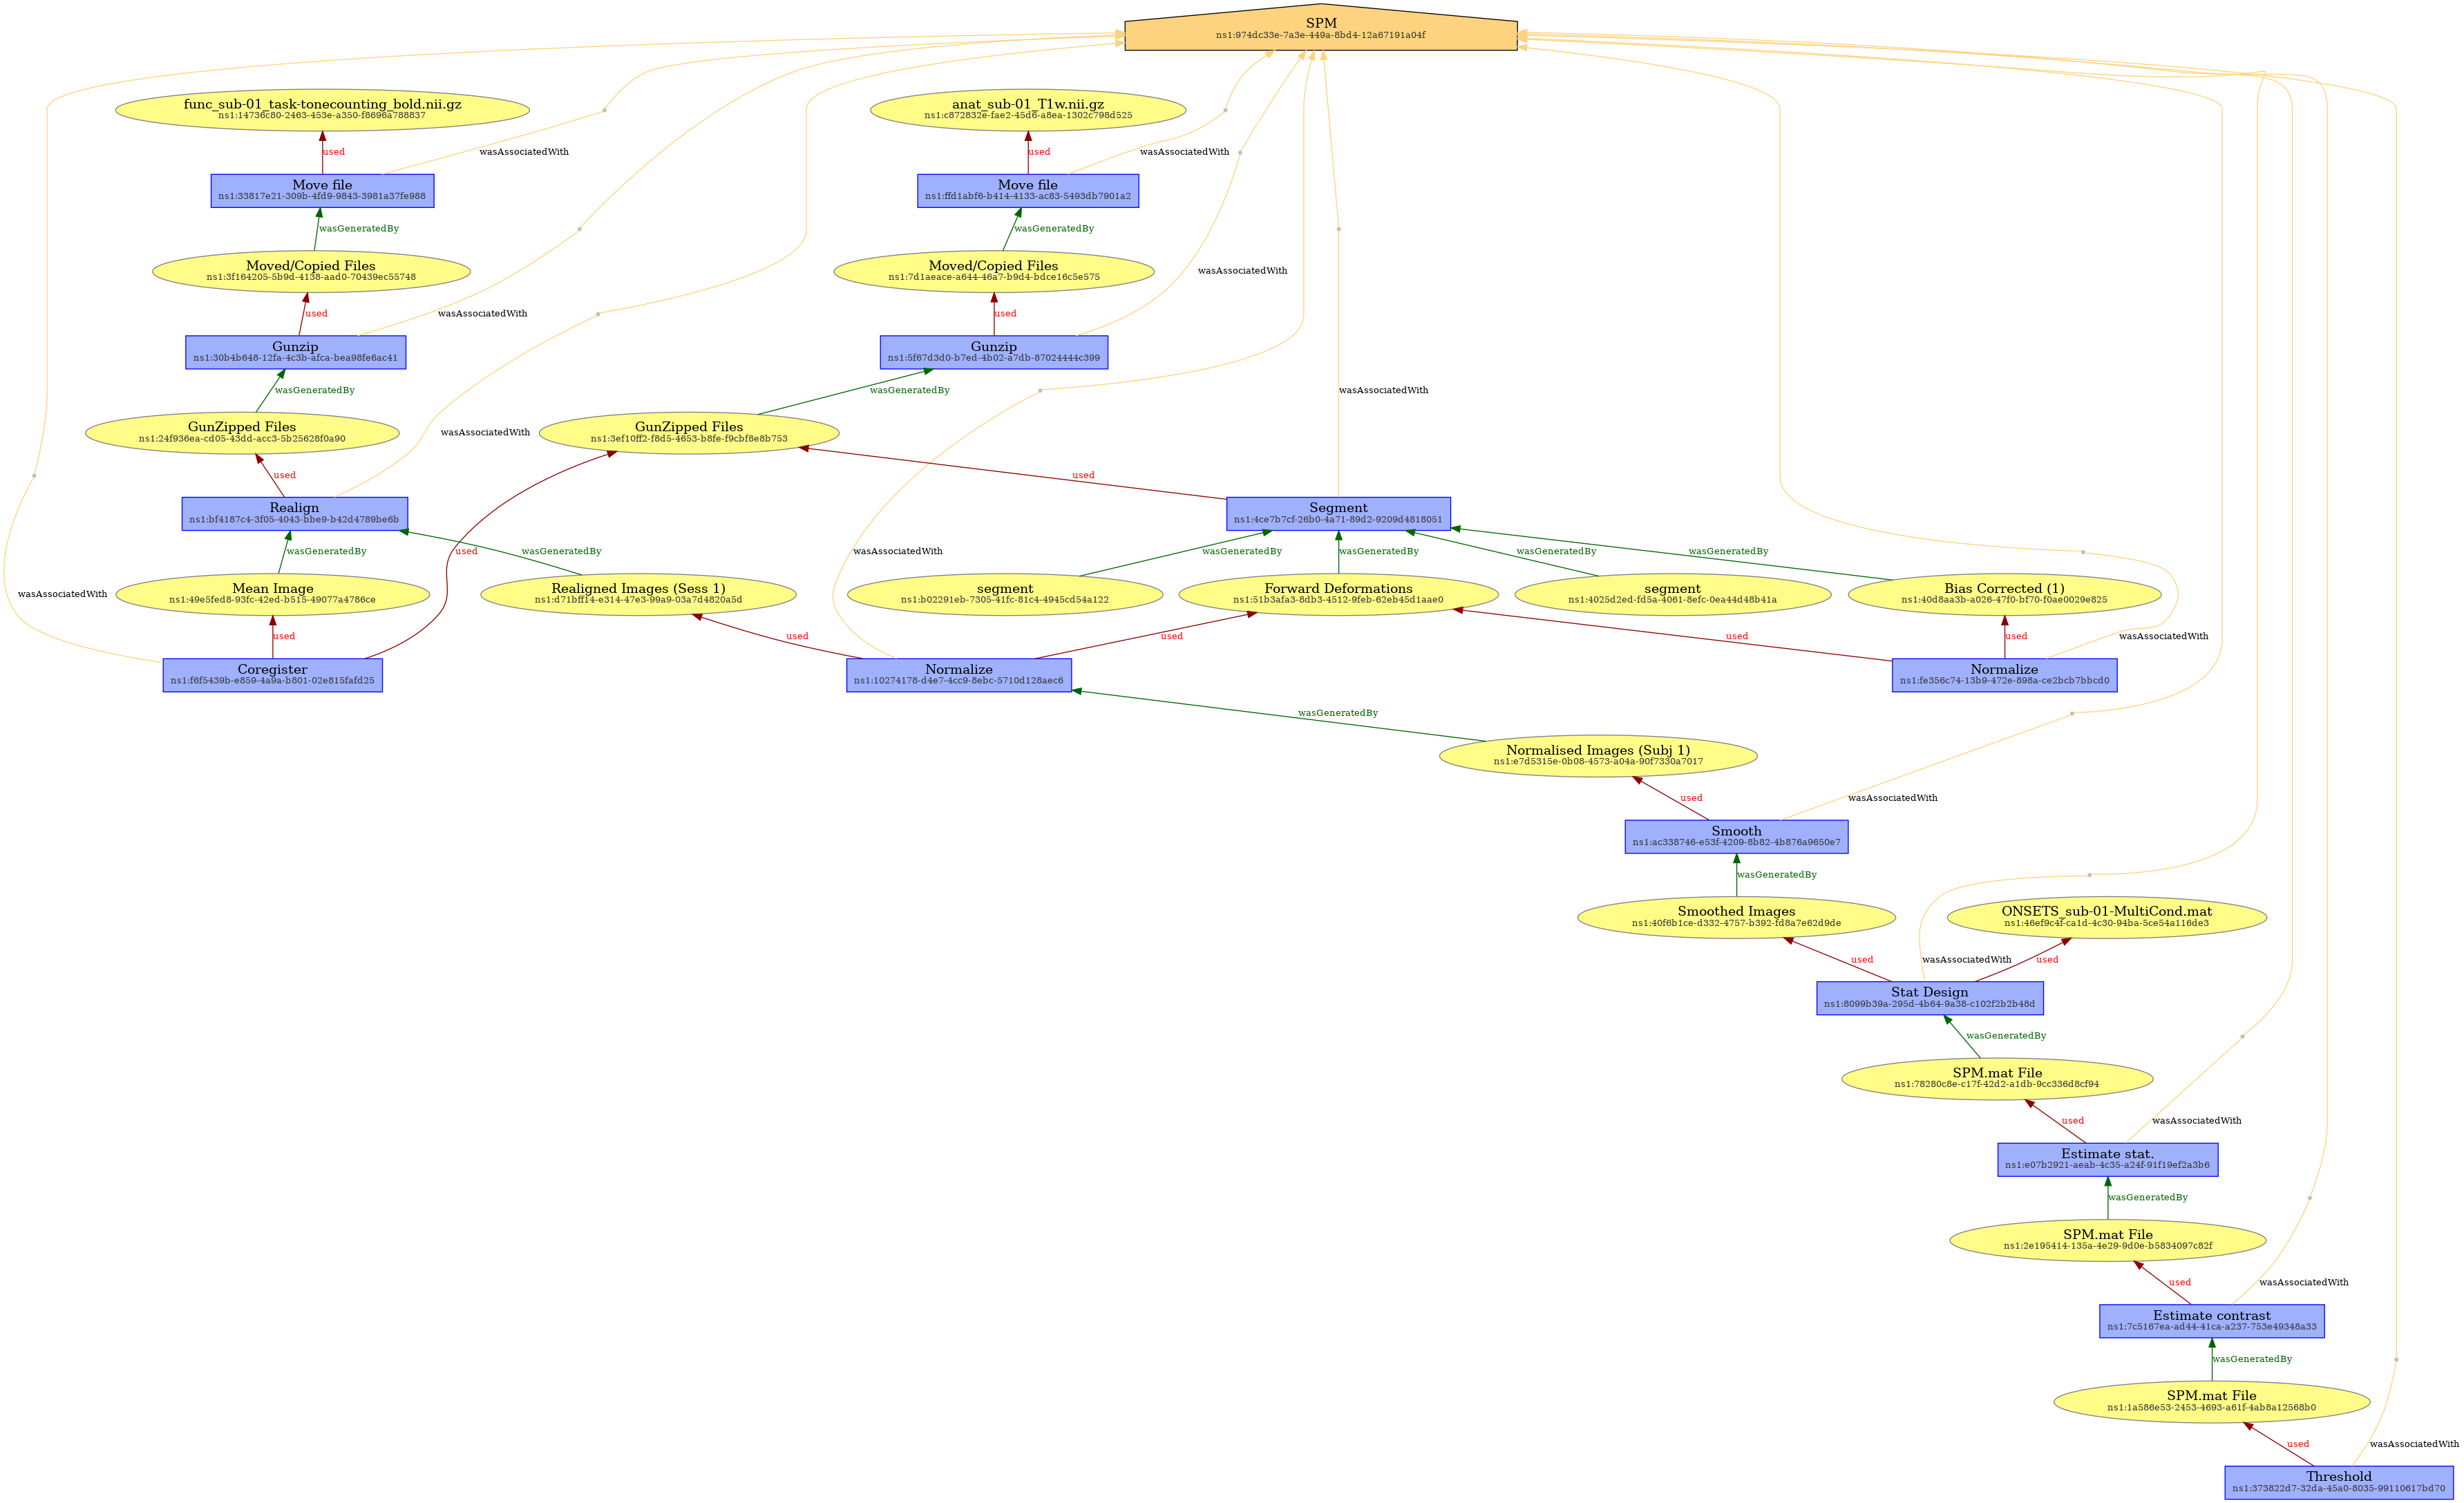 SPM
ns1:974dc33e-7a3e-449a-8bd4-12a67191a04f
func_sub-01_task-tonecounting_bold.nii.gz
ns1:14736c80-2463-453e-a350-f8696a788837
anat_sub-01_T1w.nii.gz
ns1:c872832e-fae2-45d6-a8ea-1302c798d525
used
wasAssociatedWith
used
wasAssociatedWith
Move file
ns1:33817e21-309b-4fd9-9843-3981a37fe988
Move file
ns1:ffd1abf6-b414-4133-ac83-5493db7901a2
wasGeneratedBy
wasGeneratedBy
Moved/Copied Files
ns1:3f164205-5b9d-4138-aad0-70439ec55748
Moved/Copied Files
ns1:7d1aeace-a644-46a7-b9d4-bdce16c5e575
wasAssociatedWith
used
wasAssociatedWith
used
Gunzip
ns1:30b4b648-12fa-4c3b-afca-bea98fe6ac41
Gunzip
ns1:5f67d3d0-b7ed-4b02-a7db-87024444c399
wasGeneratedBy
wasGeneratedBy
wasAssociatedWith
GunZipped Files
ns1:24f936ea-cd05-43dd-acc3-5b25628f0a90
wasAssociatedWith
GunZipped Files
ns1:3ef10ff2-f8d5-4653-b8fe-f9cbf8e8b753
used
used
Realign
ns1:bf4187c4-3f05-4043-bbe9-b42d4789be6b
Segment
ns1:4ce7b7cf-26b0-4a71-89d2-9209d4818051
wasGeneratedBy
used
wasGeneratedBy
wasAssociatedWith
wasGeneratedBy
wasGeneratedBy
wasGeneratedBy
wasGeneratedBy
wasAssociatedWith
Mean Image
ns1:49e5fed8-93fc-42ed-b515-49077a4786ce
Realigned Images (Sess 1)
ns1:d71bff14-e314-47e3-99a9-03a7d4820a5d
segment
ns1:b02291eb-7305-41fc-81c4-4945cd54a122
Forward Deformations
ns1:51b3afa3-8db3-4512-9feb-62eb45d1aae0
segment
ns1:4025d2ed-fd5a-4061-8efc-0ea44d48b41a
Bias Corrected (1)
ns1:40d8aa3b-a026-47f0-bf70-f0ae0029e825
used
used
used
used
used
wasAssociatedWith
Coregister
ns1:f6f5439b-e859-4a9a-b801-02e815fafd25
Normalize
ns1:10274178-d4e7-4cc9-8ebc-5710d128aec6
Normalize
ns1:fe356c74-13b9-472e-898a-ce2bcb7bbcd0
wasGeneratedBy
Normalised Images (Subj 1)
ns1:e7d5315e-0b08-4573-a04a-90f7330a7017
used
wasAssociatedWith
Smooth
ns1:ac338746-e53f-4209-8b82-4b876a9650e7
wasGeneratedBy
Smoothed Images
ns1:40f6b1ce-d332-4757-b392-fd8a7e62d9de
ONSETS_sub-01-MultiCond.mat
ns1:46ef9c4f-ca1d-4c30-94ba-5ce54a116de3
used
wasAssociatedWith
used
Stat Design
ns1:8099b39a-295d-4b64-9a38-c102f2b2b48d
wasGeneratedBy
SPM.mat File
ns1:78280c8e-c17f-42d2-a1db-9cc336d8cf94
used
wasAssociatedWith
Estimate stat.
ns1:e07b2921-aeab-4c35-a24f-91f19ef2a3b6
wasGeneratedBy
SPM.mat File
ns1:2e195414-135a-4e29-9d0e-b5834097c82f
used
wasAssociatedWith
Estimate contrast
ns1:7c5167ea-ad44-41ca-a237-753e49348a33
wasGeneratedBy
SPM.mat File
ns1:1a586e53-2453-4693-a61f-4ab8a12568b0
used
wasAssociatedWith
Threshold
ns1:373822d7-32da-45a0-8035-99110617bd70